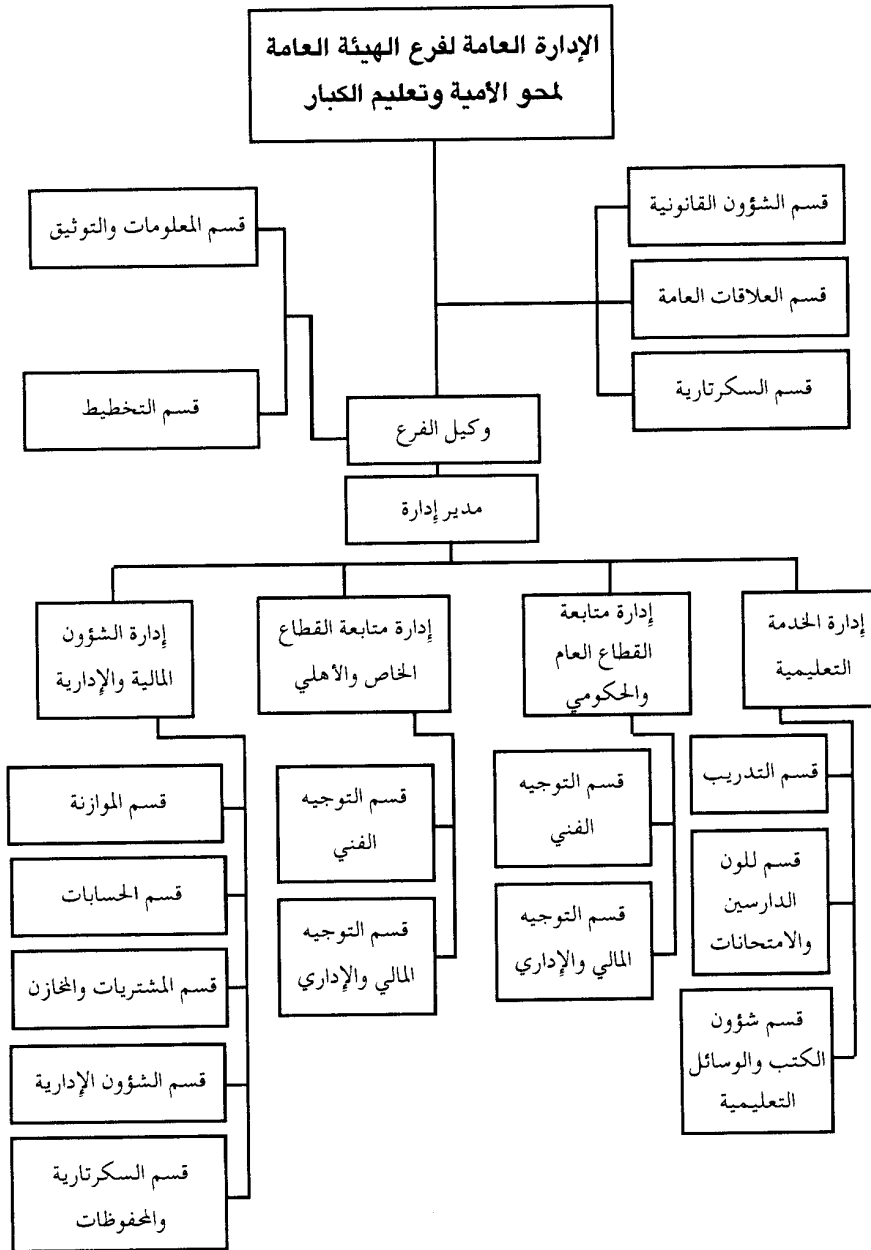 الإدارة العامة لفرع الهيئة العامة
لمحو الأمية وتعليم الكبار
قسم الشؤون القانونية
قسم العلاقات العامة
قسم السكرتارية
قسم المعلومات والتوثيق
قسم التخطيط
وكيل الفرع
مدير إدارة
إدارة الخدمة
التعليمية
قسم التدريب
قسم للون
الدارسين
والامتحانات
قسم شؤون
الكتب والوسائل
التعليمية
إدارة متابعة
القطاع العام
والحكومي
قسم التوجيه
الفني
قسم التوجيه
المالي والإداري
إدارة متابعة القطاع
الخاص والأهلي
قسم التوجيه
الفني
قسم التوجيه
المالي والإداري
إدارة الشؤون
المالية والإدارية
قسم الموازنة
قسم الحسابات
قسم المشتريات والمخازن
قسم الشؤون الإدارية
قسم السكرتارية
والمحفوظات